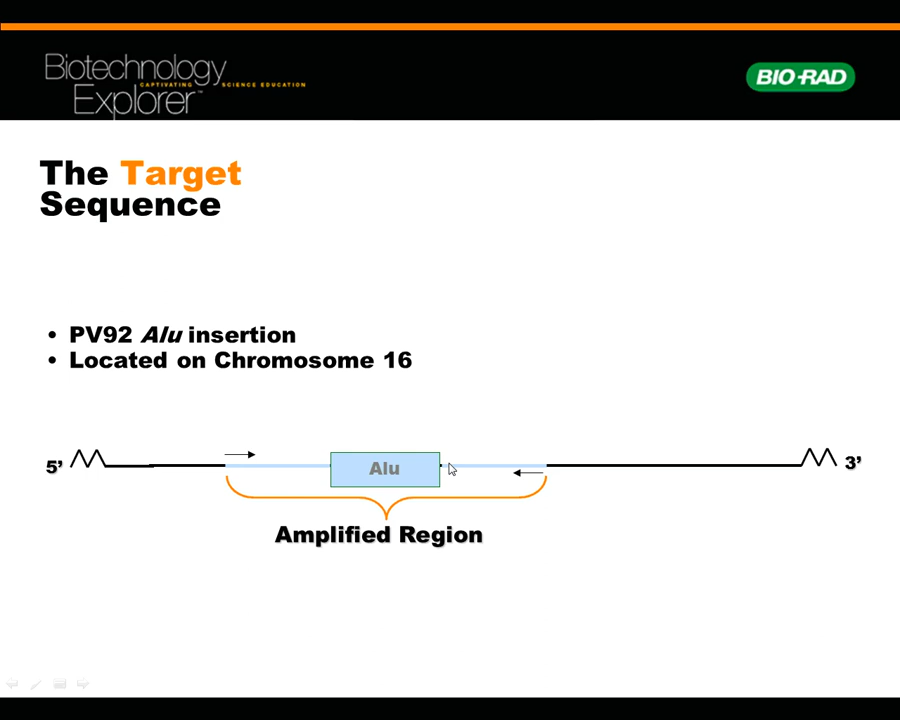 Biotechnology
CAPTIVATING SCIENCE EDUCATION
Explorer™
BIO-RAD
The Target
Sequence
• PV92 Alu insertion
• Located on Chromosome 16
5’ Alu 3’
Amplified Region